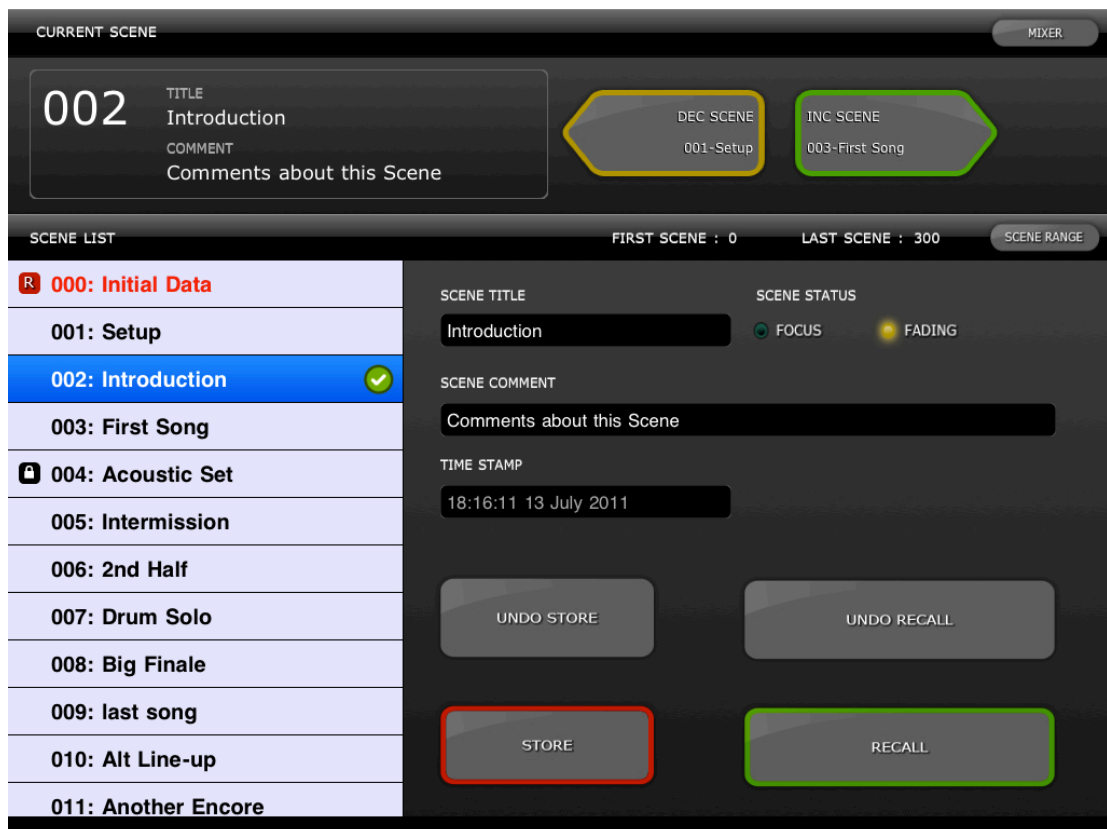 CURRENT SCENE
MIXER
002
TITLE
Introduction
COMMENT
Comments about this Scene
DEC SCENE
001-Setup
INC SCENE
003-First Song
SCENE LIST
FIRST SCENE : 0
LAST SCENE : 300
SCENE RANGE
R 000: Initial Data
001: Setup
002: Introduction
003: First Song
004: Acoustic Set
005: Intermission
006: 2nd Half
007: Drum Solo
008: Big Finale
009: last song
010: Alt Line-up
011: Another Encore
SCENE TITLE
Introduction
SCENE STATUS
FOCUS
FADING
SCENE COMMENT
Comments about this Scene
TIME STAMP
18:16:11 13 July 2011
UNDO STORE
UNDO RECALL
STORE
RECALL